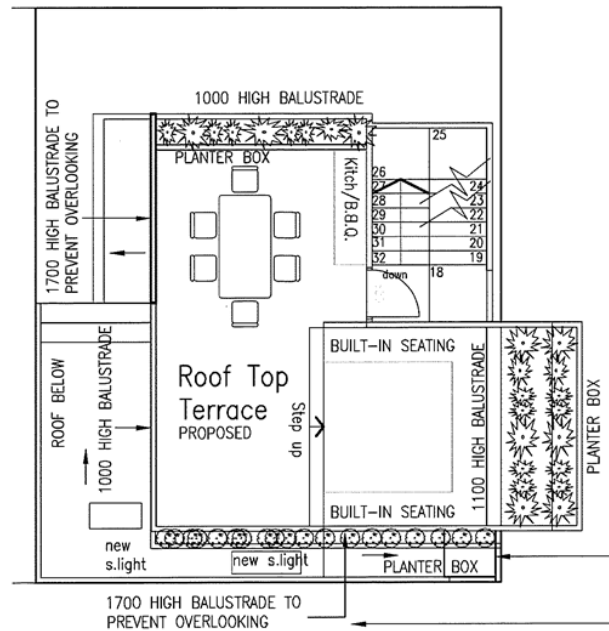 1000 HIGH BALUSTRADE
1700 HIGH BALUSTRADE TO
PREVENT OVERLOOKING
PLANTER BOX
Kitch/B.B.Q.
25
26
27
28
29
30
31
32
24
23
22
21
20
19
18
down
BUILT-IN SEATING
Roof Top
Terrace
PROPOSED
Step up
ROOF BELOW
1000 HIGH BALUSTRADE
1100 HIGH BALUSTRADE
PLANTER BOX
BUILT-IN SEATING
new
s.light
new s.light
PLANTER BOX
1700 HIGH BALUSTRADE TO
PREVENT OVERLOOKING